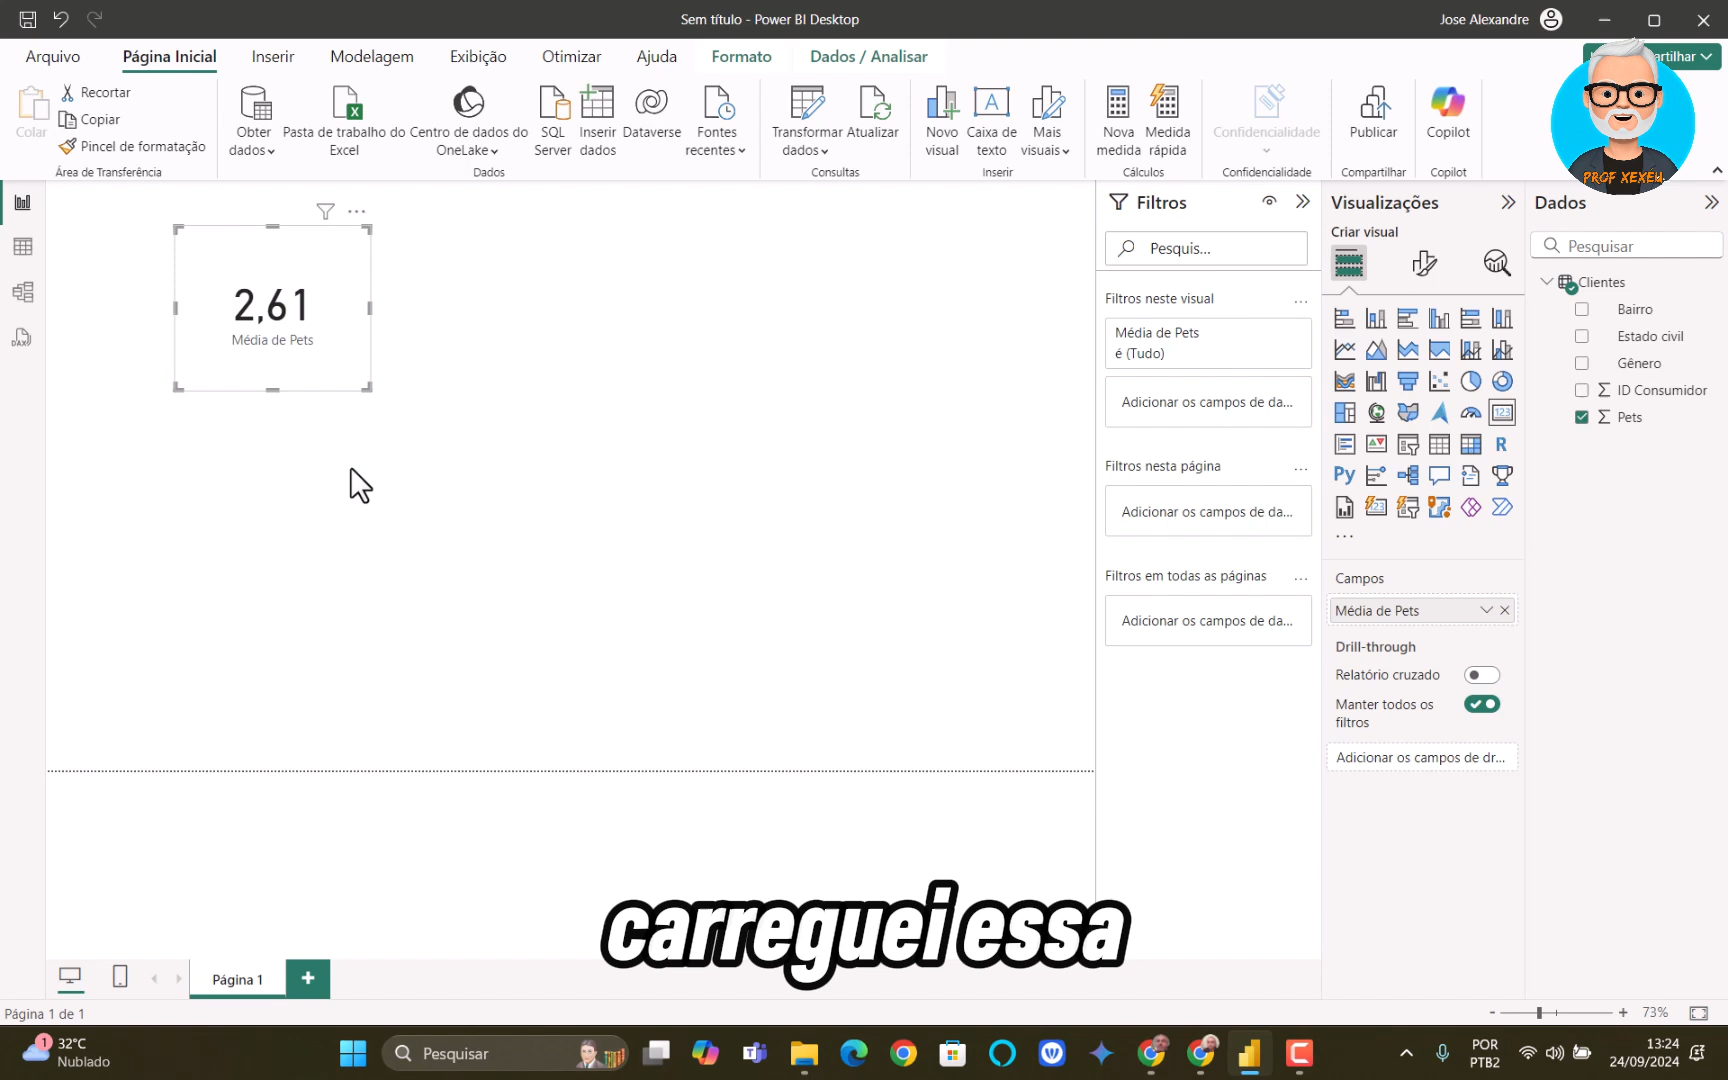 Sem título - Power BI Desktop
Jose Alexandre
Arquivo
Página Inicial
Inserir
Modelagem
Exibição
Otimizar
Ajuda
Formato
Dados / Analisar
Colar
Recortar
Copiar
Pincel de formatação
Área de Transferência
Obter
dados
Pasta de trabalho do
Excel
Centro de dados do
OneLake
SQL
Server
Inserir
dados
Dataverse
Fontes
recentes
Dados
Transformar
dados
Atualizar
Consultas
Novo
visual
Caixa de
texto
Mais
visuais
Inserir
Nova
medida
Medida
rápida
Cálculos
Confidencialidade
Confidencialidade
Publicar
Compartilhar
Copilot
Copilot
PROF XEXEU
2,61
Média de Pets
Filtros
Pesquis...
Filtros neste visual
Média de Pets
é (Tudo)
Adicionar os campos de da...
Filtros nesta página
Adicionar os campos de da...
Filtros em todas as páginas
Adicionar os campos de da...
Visualizações
Criar visual
R
Py
123
Campos
Média de Pets
Drill-through
Relatório cruzado
Manter todos os
filtros
Adicionar os campos de dr...
Dados
Pesquisar
Clientes
Bairro
Estado civil
Gênero
ID Consumidor
Pets
carreguei essa
Página 1
Página 1 de 1
73%
1
32°C
Nublado
Pesquisar
POR
PTB2
13:24
24/09/2024